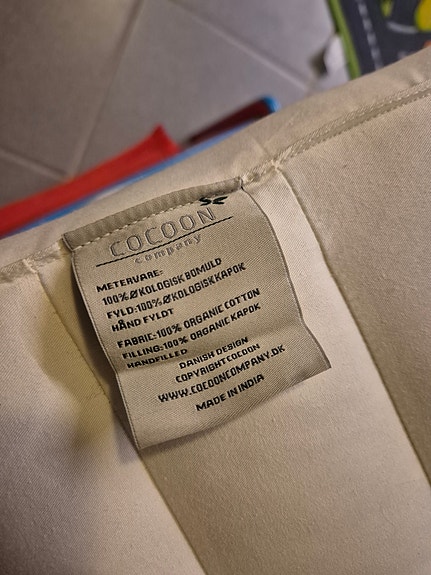 COCOON
company
METERVARE:
100% ØKOLOGISK BOMULD
FYLD: 100% ØKOLOGISK KAPOK
HÅND FYLDT
FABRIC: 100% ORGANIC COTTON
FILLING: 100% ORGANIC KAPOK
HANDFILLED
DANISH DESIGN
COPYRIGHT COCOON
WWW.COCOONCOMPANY.DK
MADE IN INDIA